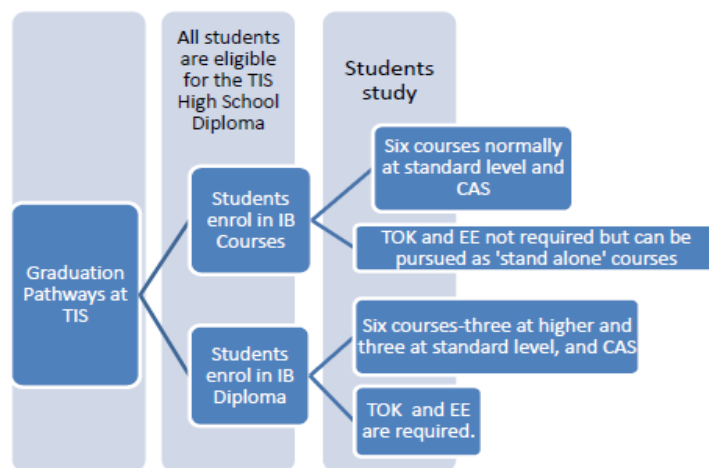 All students
are eligible
for the TIS
High School
Diploma
Students
study
Graduation
Pathways at
TIS
Students
enrol in IB
Courses
Six courses normally
at standard level and
CAS
TOK and EE not required but can be
pursued as 'stand alone' courses
Students
enrol in IB
Diploma
Six courses-three at higher and
three at standard level, and CAS
TOK and EE
are required.